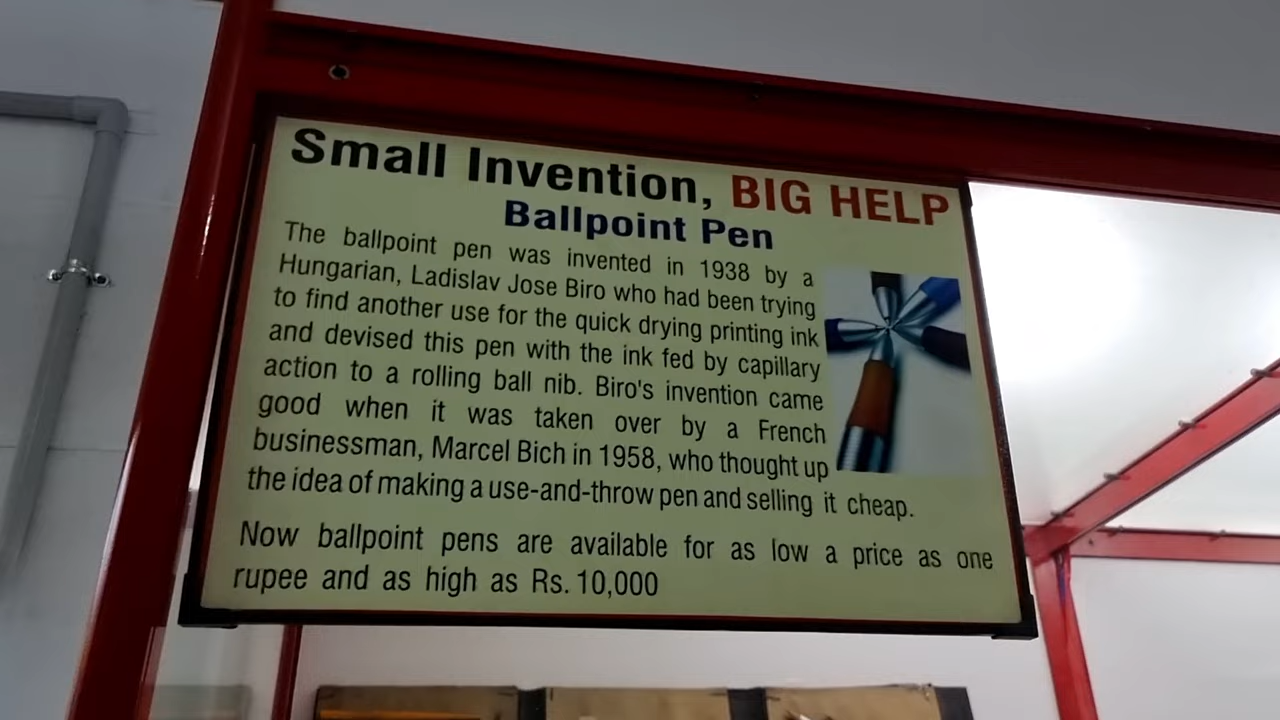 Small Invention, BIG HELP
Ballpoint Pen
The ballpoint pen was invented in 1938 by a
Hungarian, Ladislav Jose Biro who had been trying
to find another use for the quick drying printing ink
and devised this pen with the ink fed by capillary
action to a rolling ball nib. Biro's invention came
good when it was taken over by a French
businessman, Marcel Bich in 1958, who thought up
the idea of making a use-and-throw pen and selling it cheap.
Now ballpoint pens are available for as low a price as one
rupee and as high as Rs. 10,000